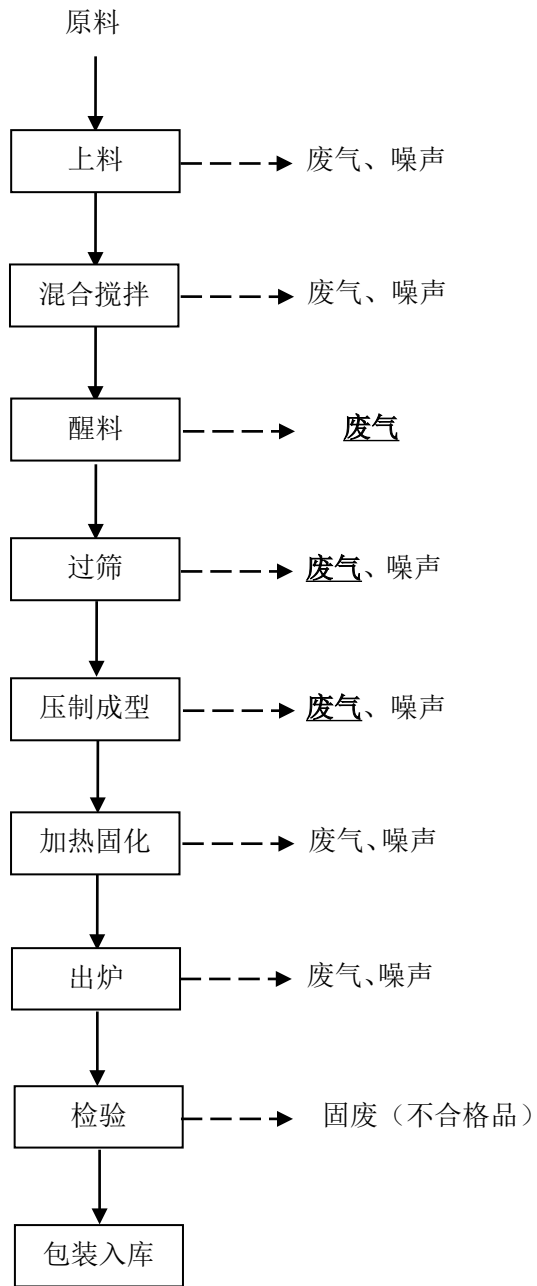 原料
上料
废气、噪声
混合搅拌
废气、噪声
醒料
废气
过筛
废气、噪声
压制成型
废气、噪声
加热固化
废气、噪声
出炉
废气、噪声
检验
固废（不合格品）
包装入库